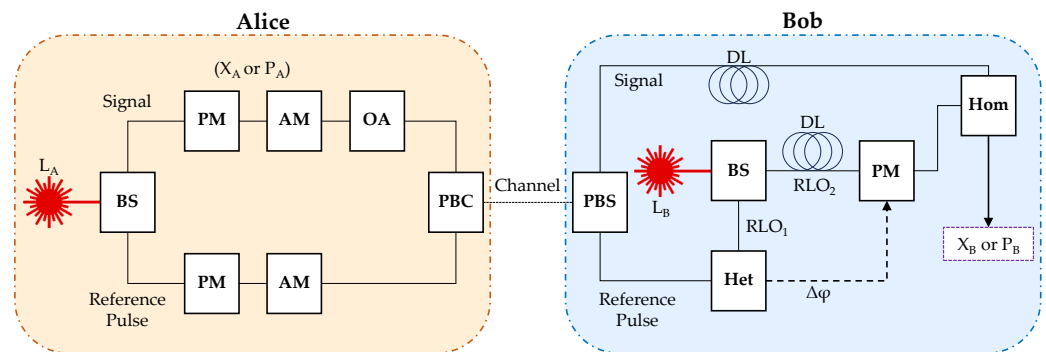 Alice
(X_A or P_A)
Signal
PM
AM
OA
L_A
BS
PBC
PM
AM
Reference
Pulse
Channel
Bob
DL
Signal
Hom
DL
PBS
L_B
BS
RLO_2
PM
RLO_1
X_B or P_B
Het
Δφ
Reference
Pulse